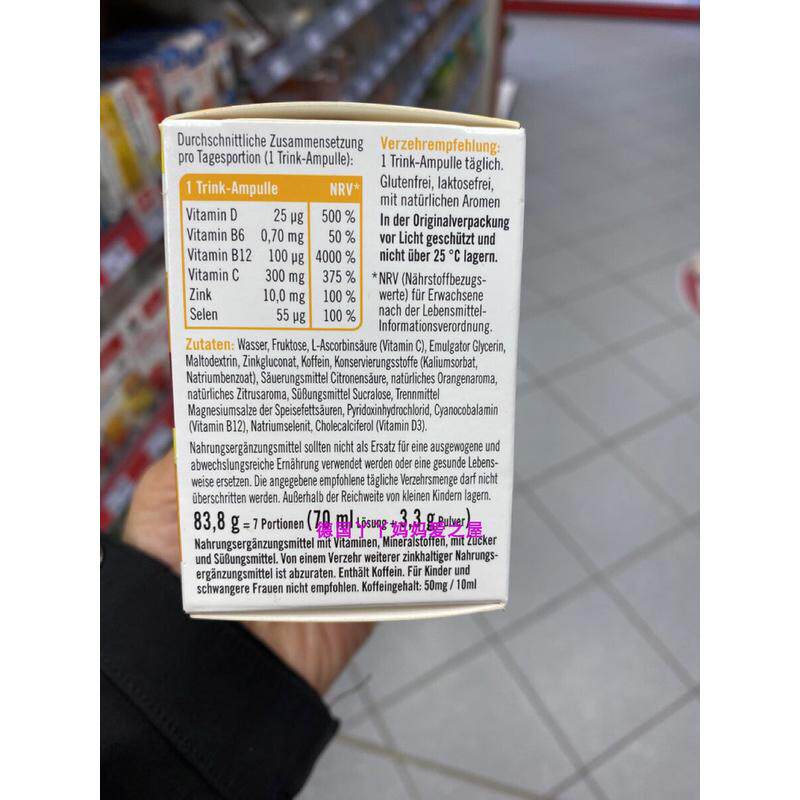 Durchschnittliche Zusammensetzung
pro Tagesportion (1 Trink-Ampulle):
1 Trink-Ampulle NRV*
Vitamin D 25 µg 500 %
Vitamin B6 0,70 mg 50 %
Vitamin B12 100 µg 4000 %
Vitamin C 300 mg 375 %
Zink 10,0 mg 100 %
Selen 55 µg 100 %
Verzehrempfehlung:
1 Trink-Ampulle täglich.
Glutenfrei, laktosefrei,
mit natürlichen Aromen
In der Originalverpackung
vor Licht geschützt und
nicht über 25 °C lagern.
*NRV (Nährstoffbezugs-
werte) für Erwachsene
nach der Lebensmittel-
Informationsverordnung.
Zutaten: Wasser, Fruktose, L-Ascorbinsäure (Vitamin C), Emulgator Glycerin,
Maltodextrin, Zinkgluconat, Koffein, Konservierungsstoffe (Kaliumsorbat,
Natriumbenzoat), Säuerungsmittel Citronensäure, natürliches Orangenaroma,
natürliches Zitrusaroma, Süßungsmittel Sucralose, Trennmittel
Magnesiumsalze der Speisefettsäuren, Pyridoxinhydrochlorid, Cyanocobalamin
(Vitamin B12), Natriumselenit, Cholecalciferol (Vitamin D3).
Nahrungsergänzungsmittel sollten nicht als Ersatz für eine ausgewogene und
abwechslungsreiche Ernährung verwendet werden oder eine gesunde Lebens-
weise ersetzen. Die angegebene empfohlene tägliche Verzehrsmenge darf nicht
überschritten werden. Außerhalb der Reichweite von kleinen Kindern lagern.
83,8 g = 7 Portionen (70 ml Lösung + 3,3 g Pulver)
德国丫丫妈妈爱之屋
Nahrungsergänzungsmittel mit Vitaminen, Mineralstoffen, mit Zucker
und Süßungsmittel. Von einem Verzehr weiterer zinkhaltiger Nahrungs-
ergänzungsmittel ist abzuraten. Enthält Koffein. Für Kinder und
schwangere Frauen nicht empfohlen. Koffeingehalt: 50mg / 10ml